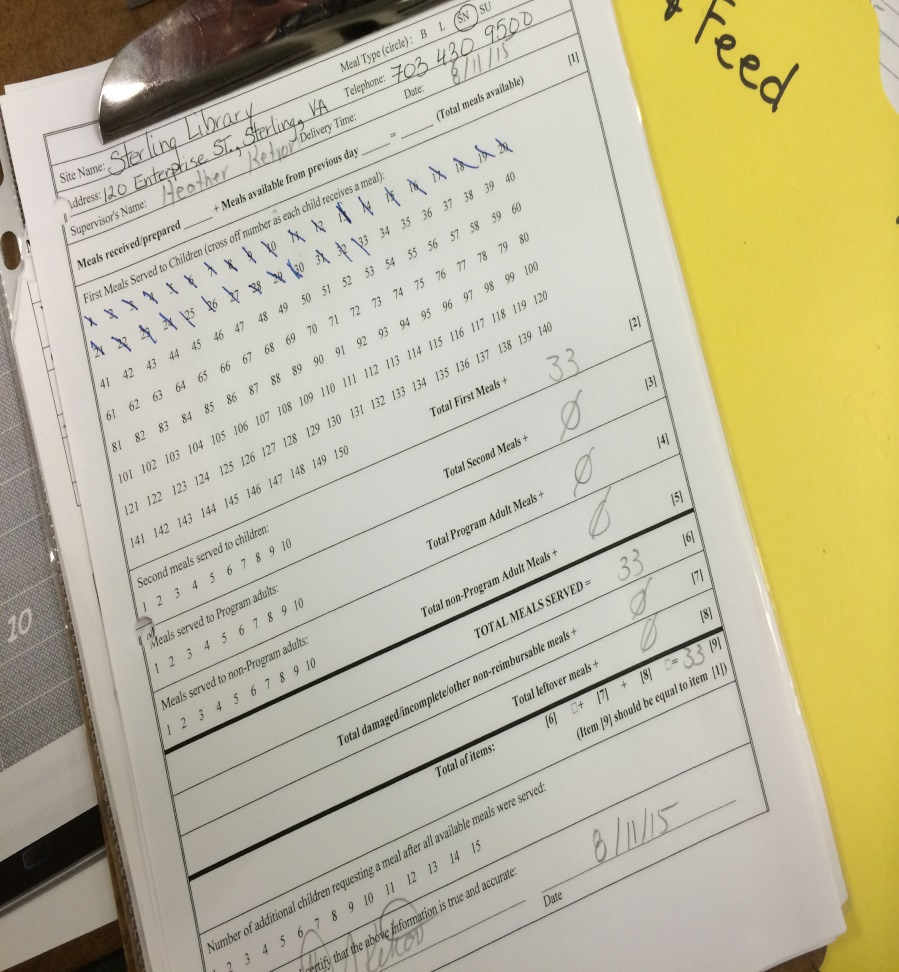 Feed
Meal Type (circle): B L SN SU
Site Name: Sterling Library Telephone: 703 430 9500
Address: 120 Enterprise ST., Sterling, VA Date: 8/11/15
Supervisor's Name: Heather Delivery Time:
Meals received/prepared _____ + Meals available from previous day _____ = _____ (Total meals available) [1]
First Meals Served to Children (cross off number as each child receives a meal):
1 2 3 4 5 6 7 8 9 10 11 12 13 14 15 16 17 18 19 20
21 22 23 24 25 26 27 28 29 30 31 32 33 34 35 36 37 38 39 40
41 42 43 44 45 46 47 48 49 50 51 52 53 54 55 56 57 58 59 60
61 62 63 64 65 66 67 68 69 70 71 72 73 74 75 76 77 78 79 80
81 82 83 84 85 86 87 88 89 90 91 92 93 94 95 96 97 98 99 100
101 102 103 104 105 106 107 108 109 110 111 112 113 114 115 116 117 118 119 120
121 122 123 124 125 126 127 128 129 130 131 132 133 134 135 136 137 138 139 140
141 142 143 144 145 146 147 148 149 150
Total First Meals + 33 [2]
Second meals served to children:
1 2 3 4 5 6 7 8 9 10
Total Second Meals + 0 [3]
Meals served to Program adults:
1 2 3 4 5 6 7 8 9 10
Total Program Adult Meals + 0 [4]
Meals served to non-Program adults:
1 2 3 4 5 6 7 8 9 10
Total non-Program Adult Meals + 0 [5]
TOTAL MEALS SERVED = 33 [6]
Total damaged/incomplete/other non-reimbursable meals + 0 [7]
Total leftover meals + 0 [8]
Total of items: [6] + [7] + [8] = 33 [9]
(Item [9] should be equal to item [1])
Number of additional children requesting a meal after all available meals were served:
2 3 4 5 6 7 8 9 10 11 12 13 14 15
certify that the above information is true and accurate:
8/11/15
Date
10